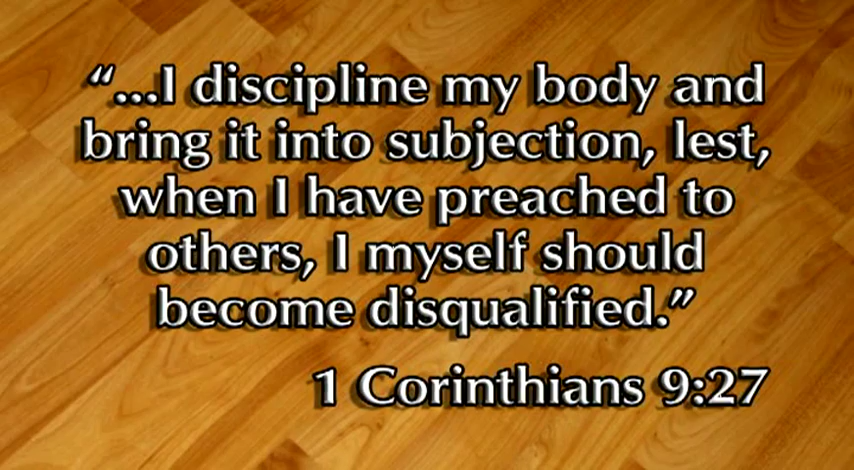 “...I discipline my body and
bring it into subjection, lest,
when I have preached to
others, I myself should
become disqualified.”
1 Corinthians 9:27